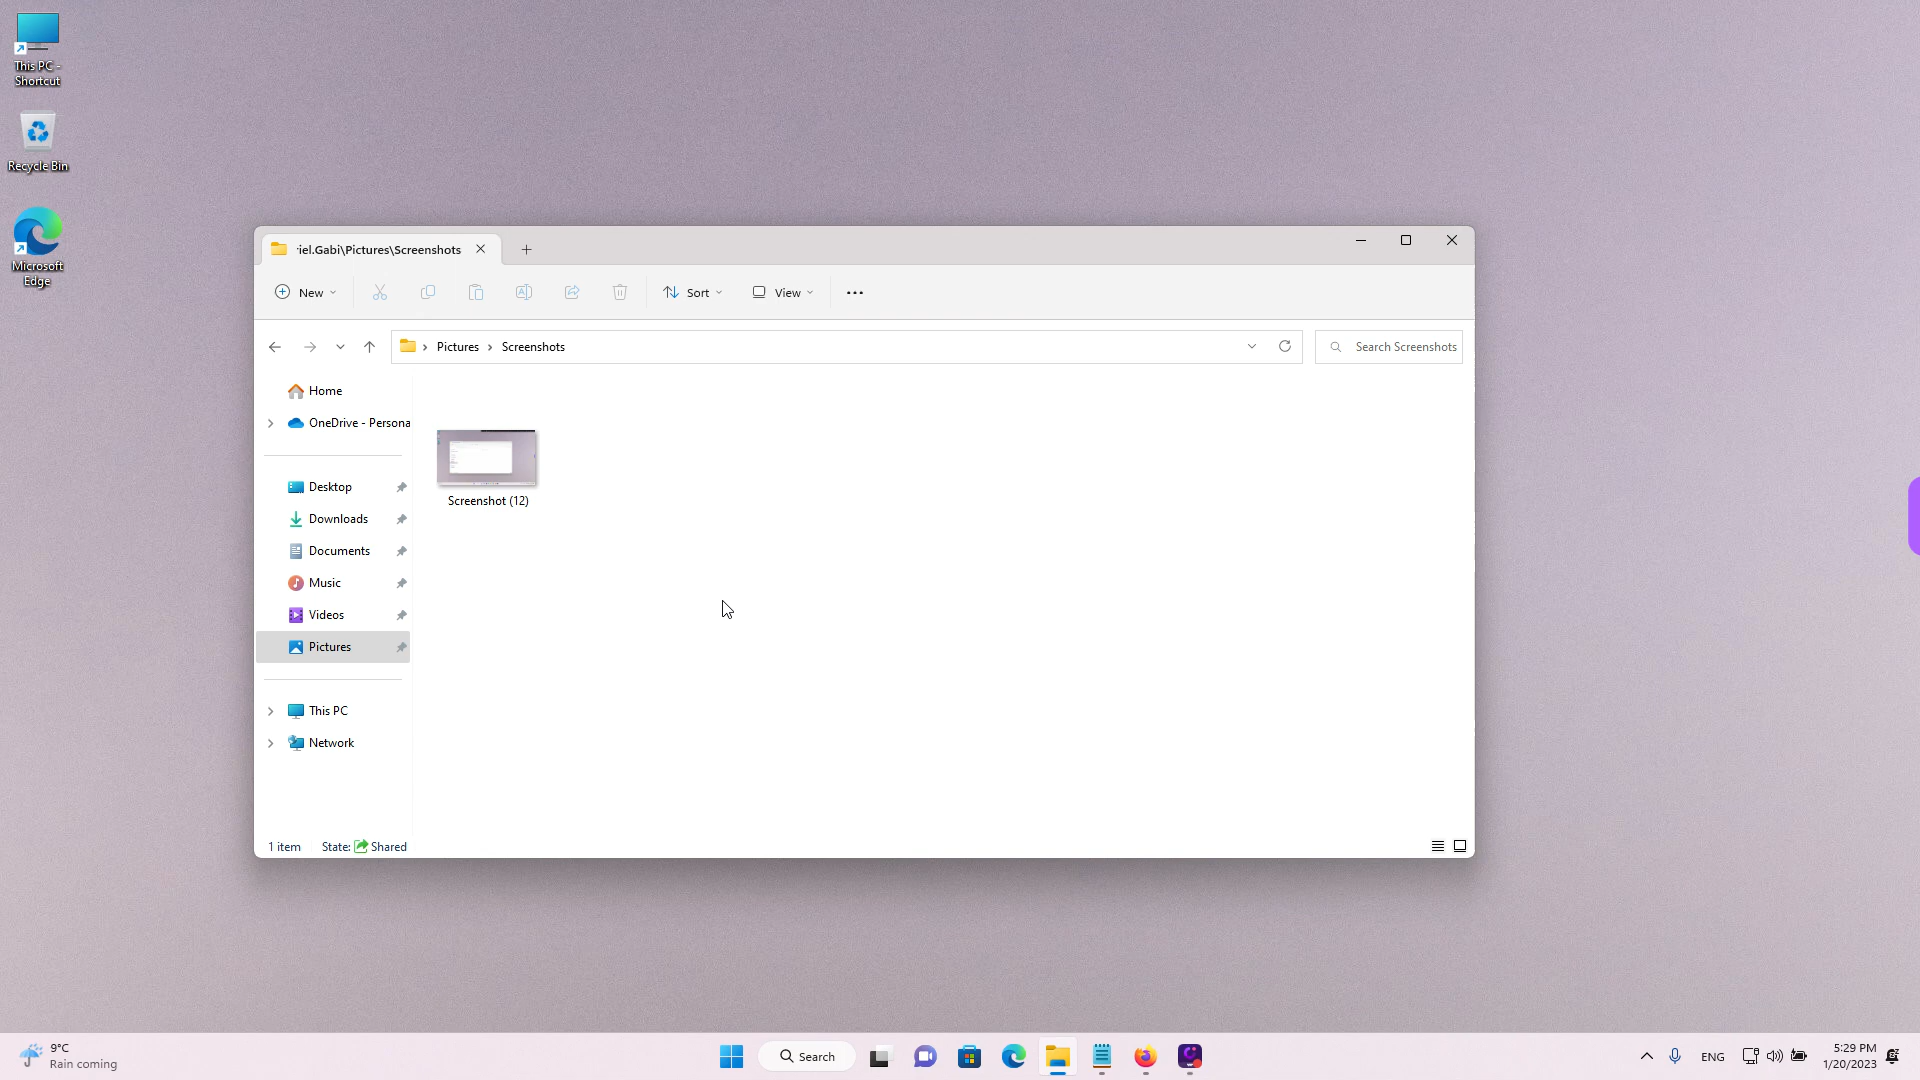 This PC -
Shortcut
Recycle Bin
Microsoft
Edge
iel.Gabi\Pictures\Screenshots
New
Sort
View
Pictures
Screenshots
Search Screenshots
Home
OneDrive - Persona
Desktop
Downloads
Documents
Music
Videos
Pictures
This PC
Network
Screenshot (12)
1 item
State: Shared
9°C
Rain coming
Search
ENG
5:29 PM
1/20/2023